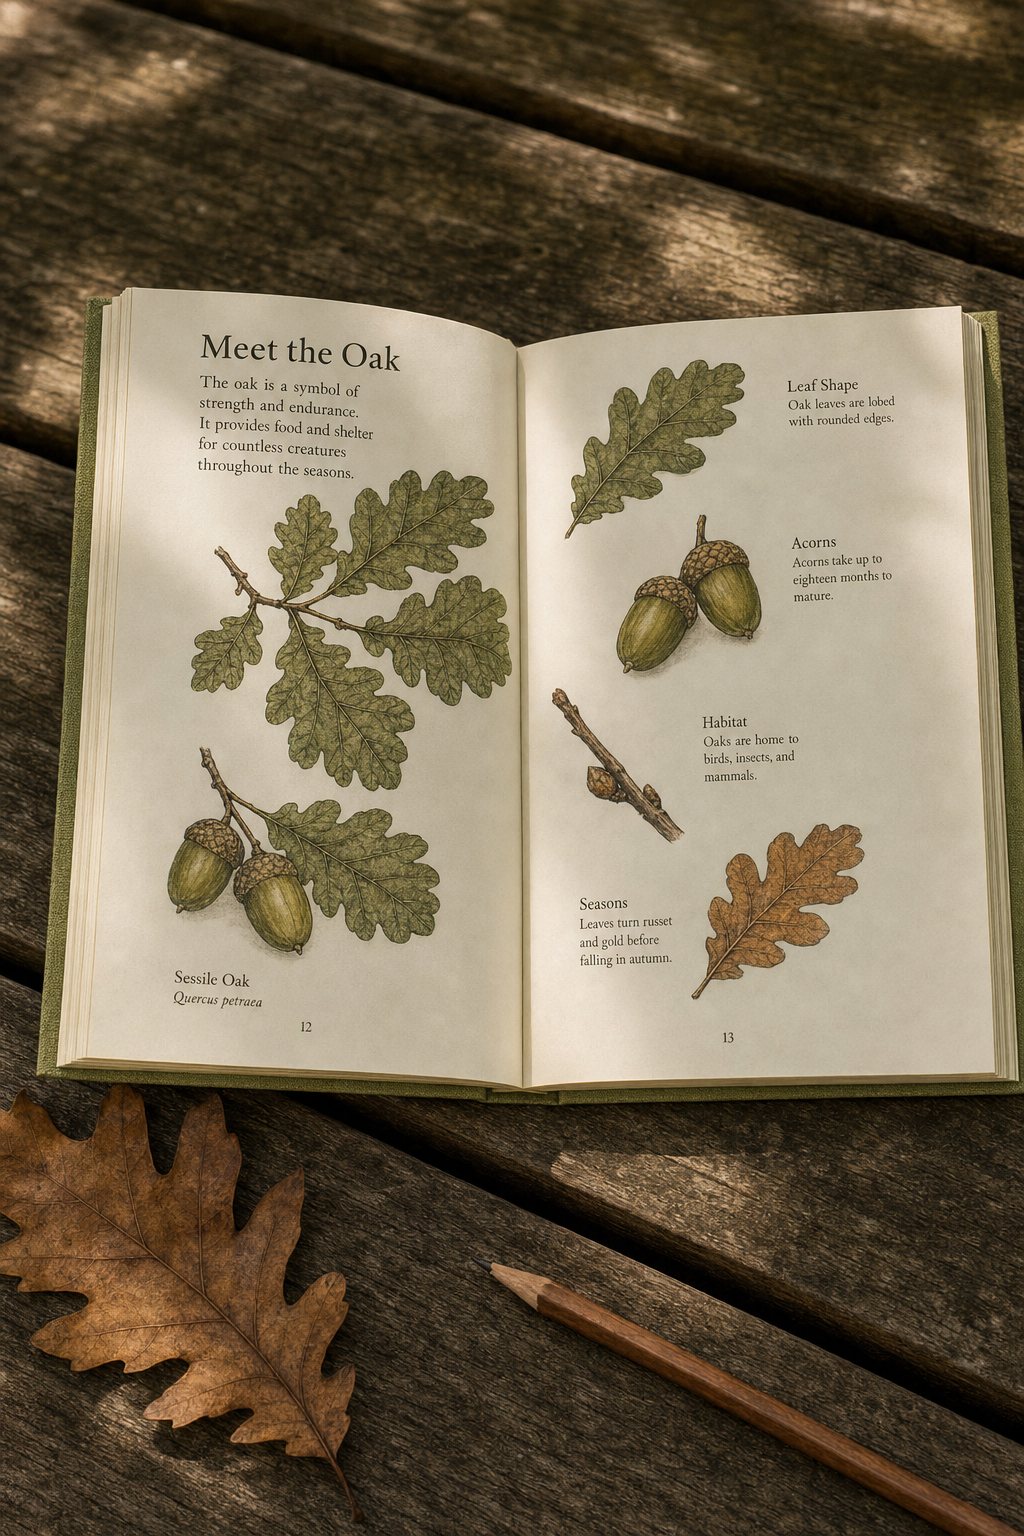 Meet the Oak
The oak is a symbol of
strength and endurance.
It provides food and shelter
for countless creatures
throughout the seasons.
Sessile Oak
Quercus petraea
12
Leaf Shape
Oak leaves are lobed
with rounded edges.
Acorns
Acorns take up to
eighteen months to
mature.
Habitat
Oaks are home to
birds, insects, and
mammals.
Seasons
Leaves turn russet
and gold before
falling in autumn.
13